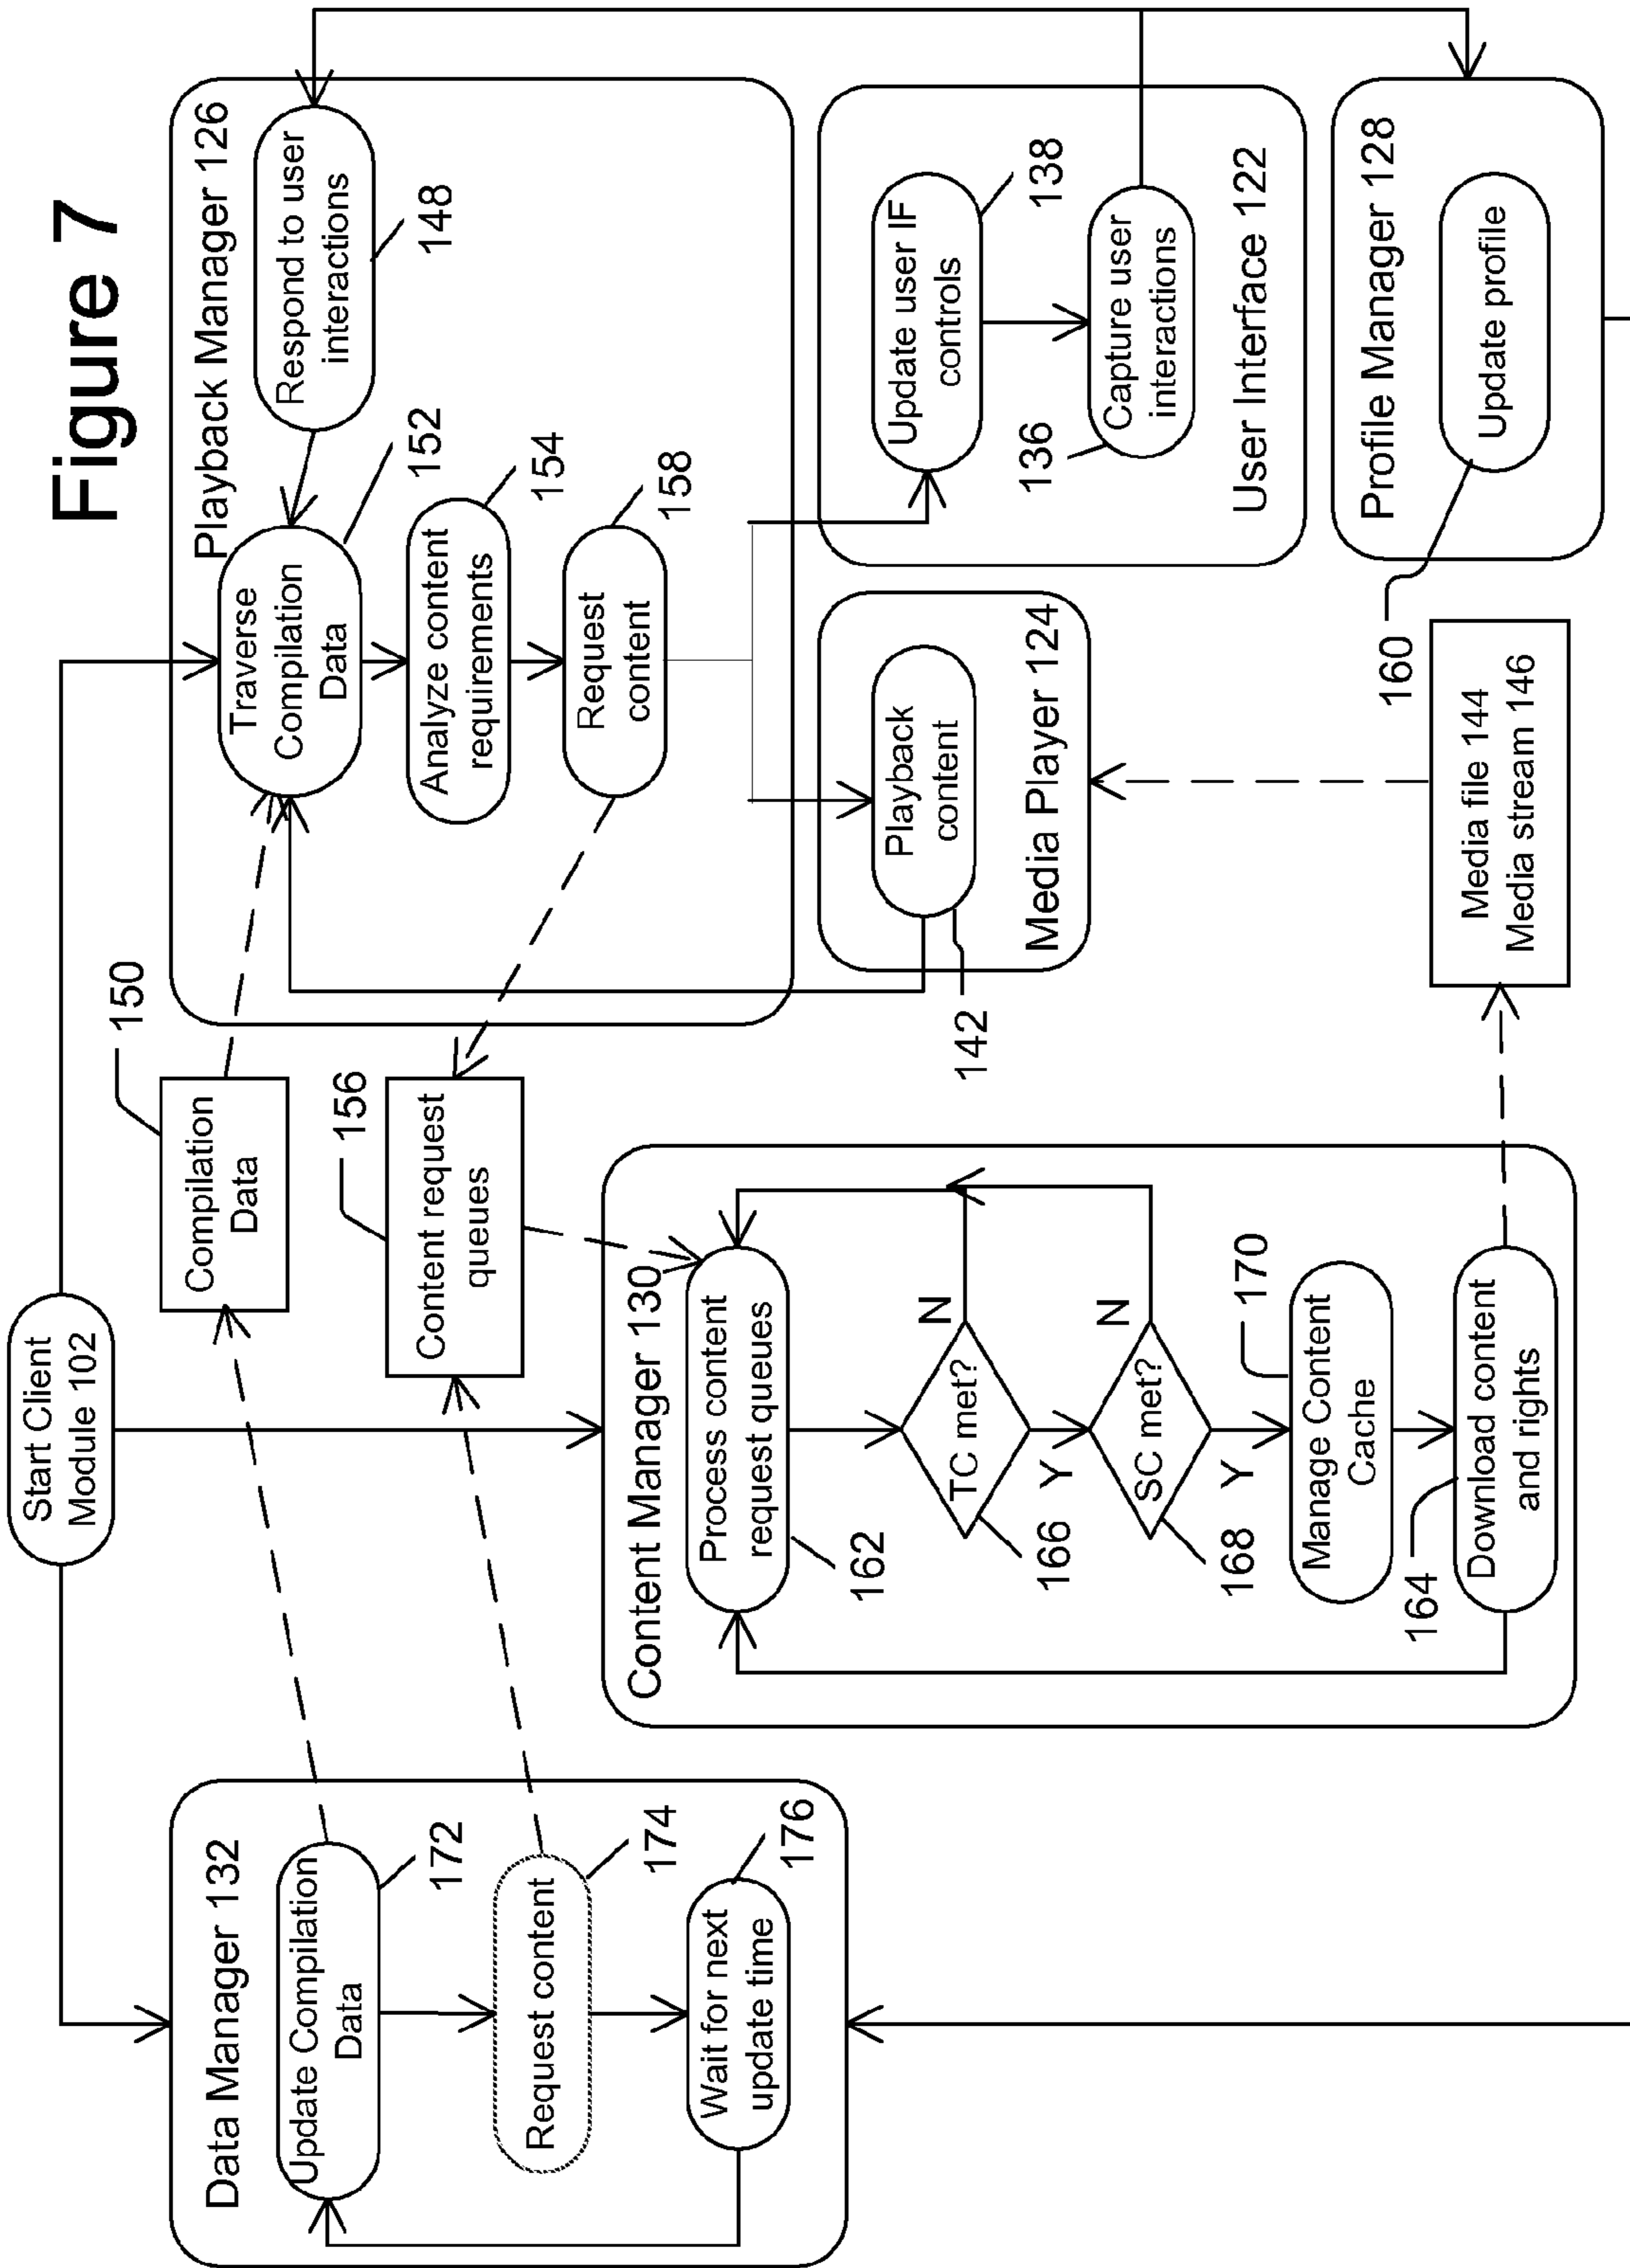 Figure 7
Start Client
Module 102
Data Manager 132
Update Compilation
Data
172
Request content
174
Wait for next
update time
176
150
Compilation
Data
156
Content request
queues
Content Manager 130
Process content
request queues
162
TC met?
N
166
Y
SC met?
N
168
Y
170
Manage Content
Cache
164
Download content
and rights
Playback Manager 126
Traverse
Compilation
Data
152
Respond to user
interactions
148
Analyze content
requirements
154
Request
content
158
Playback
content
142
Media Player 124
Update user IF
controls
138
136
Capture user
interactions
User Interface 122
Media file 144
Media stream 146
Profile Manager 128
160
Update profile